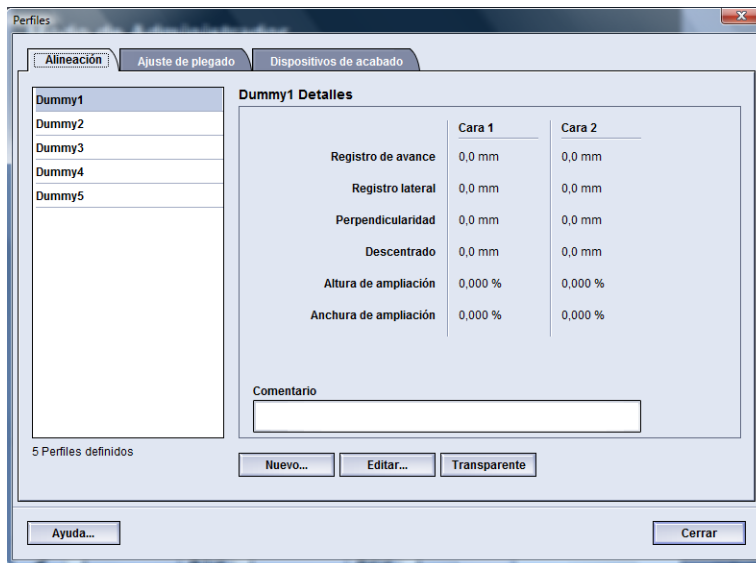 Perfiles
Alineación Ajuste de plegado Dispositivos de acabado
Dummy1
Dummy2
Dummy3
Dummy4
Dummy5
5 Perfiles definidos
Dummy1 Detalles
Cara 1 Cara 2
Registro de avance 0,0 mm 0,0 mm
Registro lateral 0,0 mm 0,0 mm
Perpendicularidad 0,0 mm 0,0 mm
Descentrado 0,0 mm 0,0 mm
Altura de ampliación 0,000 % 0,000 %
Anchura de ampliación 0,000 % 0,000 %
Comentario
Nuevo... Editar... Transparente
Ayuda... Cerrar